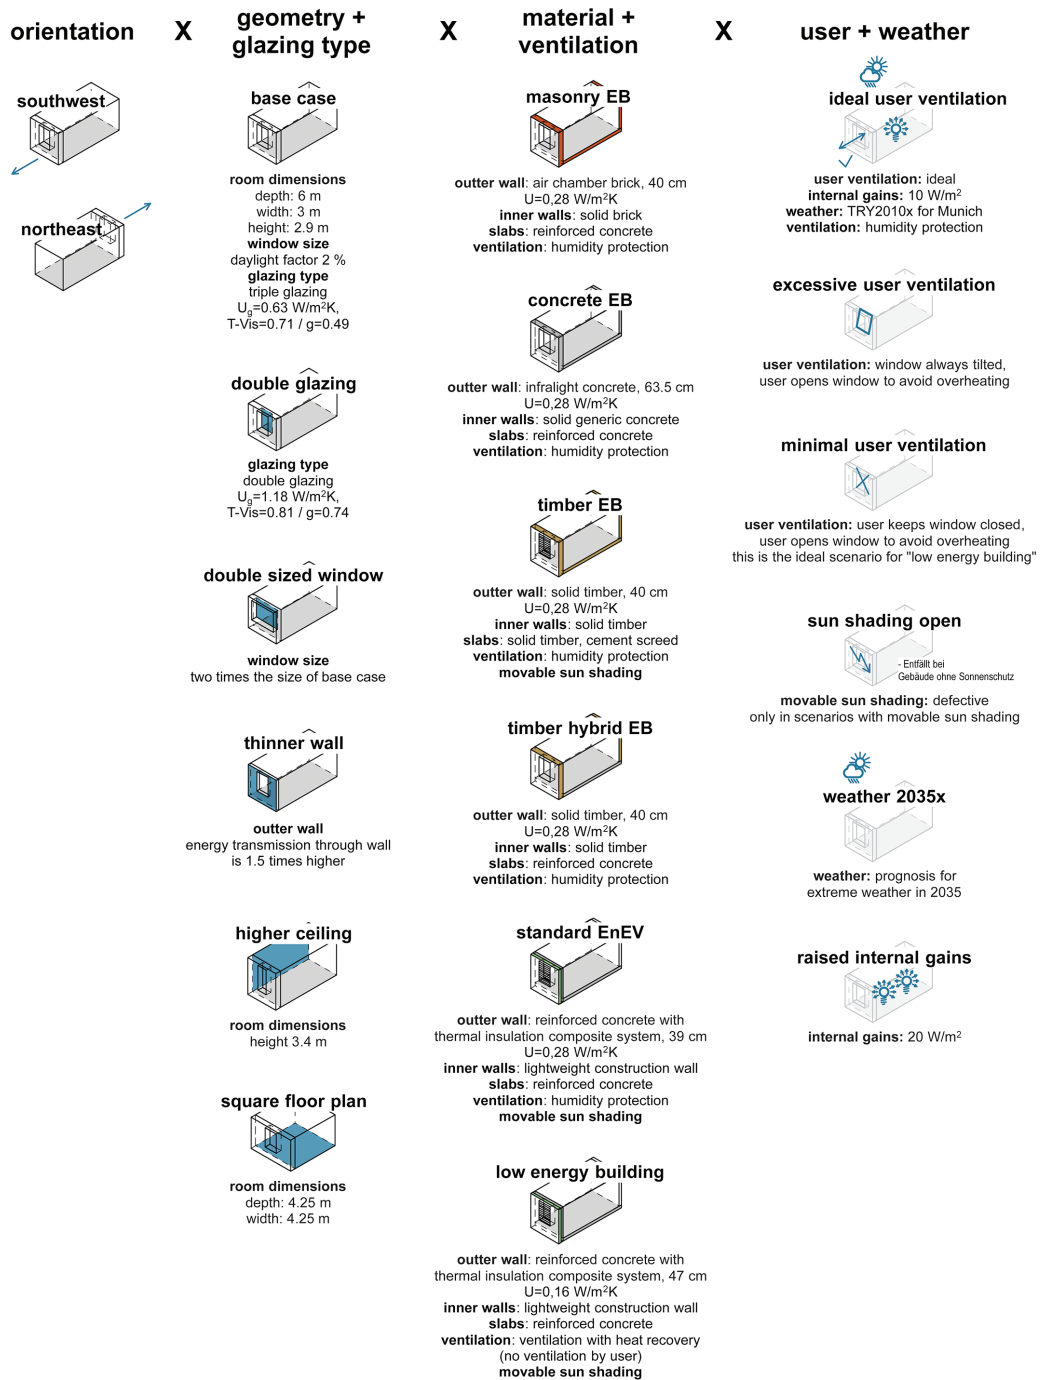 orientation
X
geometry +
glazing type
X
material +
ventilation
X
user + weather
southwest
northeast
base case
room dimensions
depth: 6 m
width: 3 m
height: 2.9 m
window size
daylight factor 2 %
glazing type
triple glazing
Ug=0.63 W/m²K,
T-Vis=0.71 / g=0.49
double glazing
glazing type
double glazing
Ug=1.18 W/m²K,
T-Vis=0.81 / g=0.74
double sized window
window size
two times the size of base case
thinner wall
outter wall
energy transmission through wall
is 1.5 times higher
higher ceiling
room dimensions
height 3.4 m
square floor plan
room dimensions
depth: 4.25 m
width: 4.25 m
masonry EB
outter wall: air chamber brick, 40 cm
U=0,28 W/m²K
inner walls: solid brick
slabs: reinforced concrete
ventilation: humidity protection
concrete EB
outter wall: infralight concrete, 63.5 cm
U=0,28 W/m²K
inner walls: solid generic concrete
slabs: reinforced concrete
ventilation: humidity protection
timber EB
outter wall: solid timber, 40 cm
U=0,28 W/m²K
inner walls: solid timber
slabs: solid timber, cement screed
ventilation: humidity protection
movable sun shading
timber hybrid EB
outter wall: solid timber, 40 cm
U=0,28 W/m²K
inner walls: solid timber
slabs: reinforced concrete
ventilation: humidity protection
standard EnEV
outter wall: reinforced concrete with
thermal insulation composite system, 39 cm
U=0,28 W/m²K
inner walls: lightweight construction wall
slabs: reinforced concrete
ventilation: humidity protection
movable sun shading
low energy building
outter wall: reinforced concrete with
thermal insulation composite system, 47 cm
U=0,16 W/m²K
inner walls: lightweight construction wall
slabs: reinforced concrete
ventilation: ventilation with heat recovery
(no ventilation by user)
movable sun shading
ideal user ventilation
user ventilation: ideal
internal gains: 10 W/m²
weather: TRY2010x for Munich
ventilation: humidity protection
excessive user ventilation
user ventilation: window always tilted,
user opens window to avoid overheating
minimal user ventilation
user ventilation: user keeps window closed,
user opens window to avoid overheating
this is the ideal scenario for "low energy building"
sun shading open
- Entfällt bei
Gebäude ohne Sonnenschutz
movable sun shading: defective
only in scenarios with movable sun shading
weather 2035x
weather: prognosis for
extreme weather in 2035
raised internal gains
internal gains: 20 W/m²